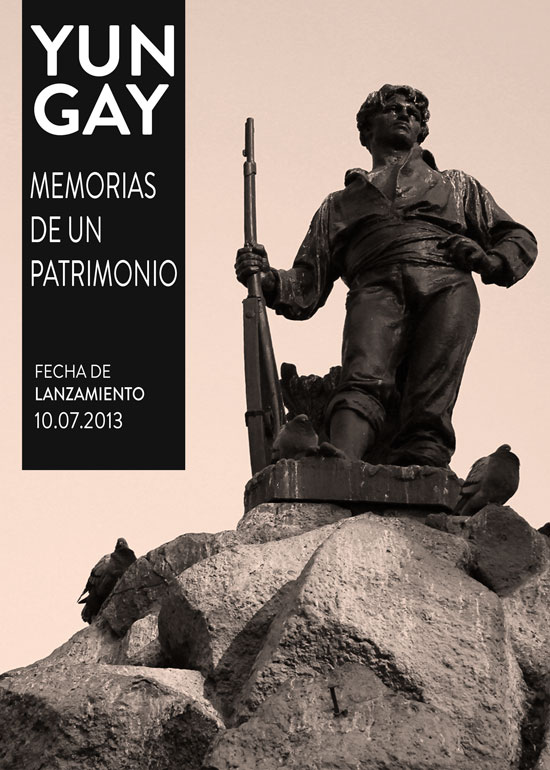 YUN
GAY
MEMORIAS
DE UN
PATRIMONIO
FECHA DE
LANZAMIENTO
10.07.2013
L